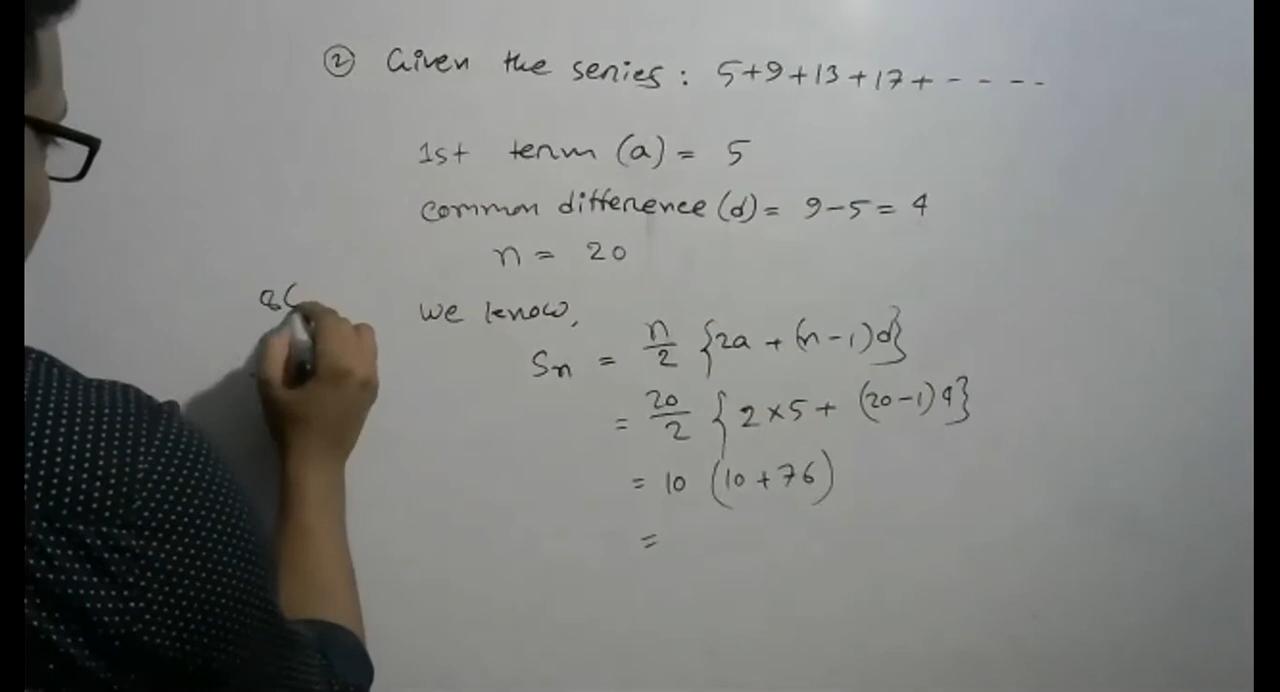 ② Given the series: 5+9+13+17+ - - - -
1st term (a) = 5
common difference (d) = 9-5 = 4
n = 20
we know,
Sn = n/2 {2a + (n-1)d}
= 20/2 {2×5 + (20-1)4}
= 10 (10+76)
=